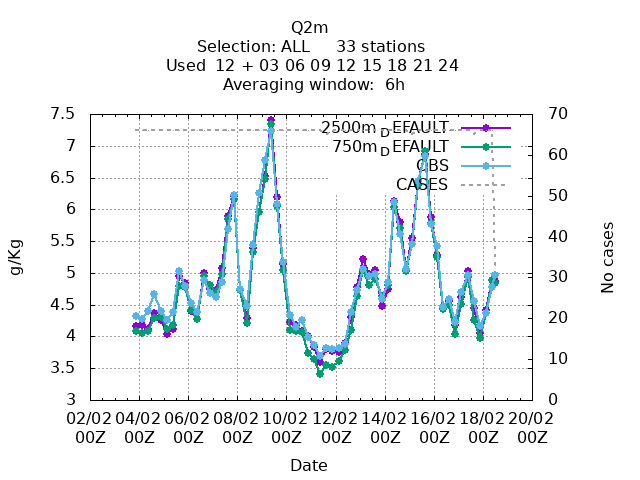 Q2m
Selection: ALL 33 stations
Used 12 + 03 06 09 12 15 18 21 24
Averaging window: 6h
7.5
7
6.5
6
5.5
5
4.5
4
3.5
3
g/Kg
2500m_DEFAULT
750m_DEFAULT
OBS
CASES
70
60
50
40
30
20
10
0
No cases
02/02 04/02 06/02 08/02 10/02 12/02 14/02 16/02 18/02 20/02
00Z 00Z 00Z 00Z 00Z 00Z 00Z 00Z 00Z 00Z
Date